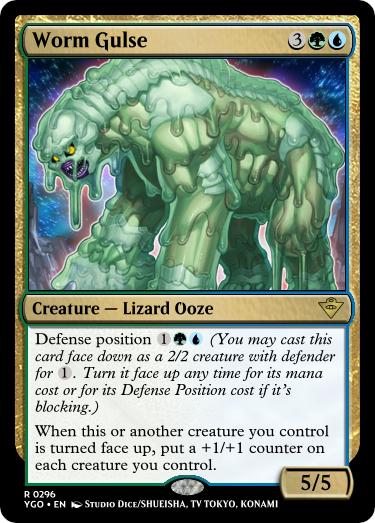 Worm Gulse 3
Creature — Lizard Ooze
Defense position 1 (You may cast this
card face down as a 2/2 creature with defender
for 1. Turn it face up any time for its mana
cost or for its Defense Position cost if it's
blocking.)
When this or another creature you control
is turned face up, put a +1/+1 counter on
each creature you control.
5/5
R 0296
YGO • EN Studio Dice/SHUEISHA, TV TOKYO, KONAMI